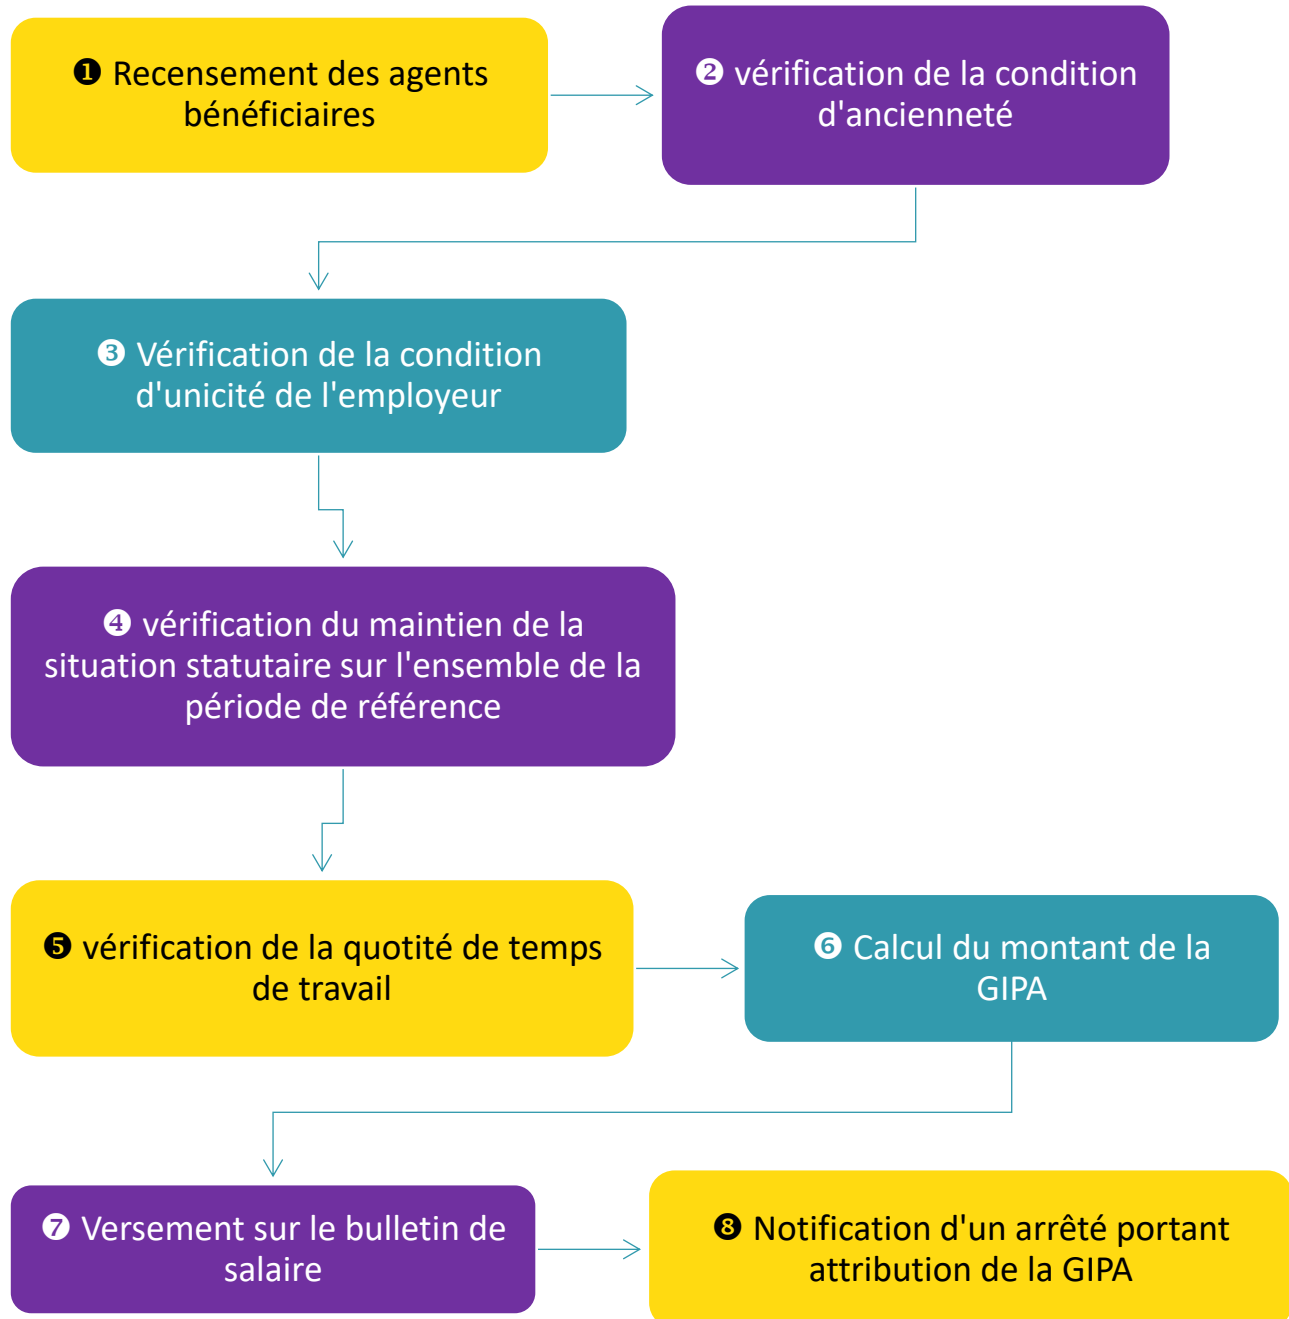 ❶ Recensement des agents
bénéficiaires
❷ vérification de la condition
d'ancienneté
❸ Vérification de la condition
d'unicité de l'employeur
❹ vérification du maintien de la
situation statutaire sur l'ensemble de la
période de référence
❺ vérification de la quotité de temps
de travail
❻ Calcul du montant de la
GIPA
❼ Versement sur le bulletin de
salaire
❽ Notification d'un arrêté portant
attribution de la GIPA